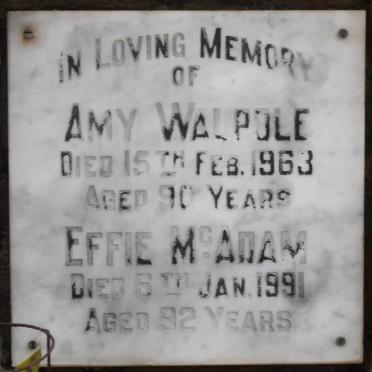 IN LOVING MEMORY
OF
AMY WALPOLE
DIED 15TH FEB. 1963
AGED 90 YEARS
EFFIE MCADAM
DIED 6TH JAN. 1991
AGED 92 YEARS